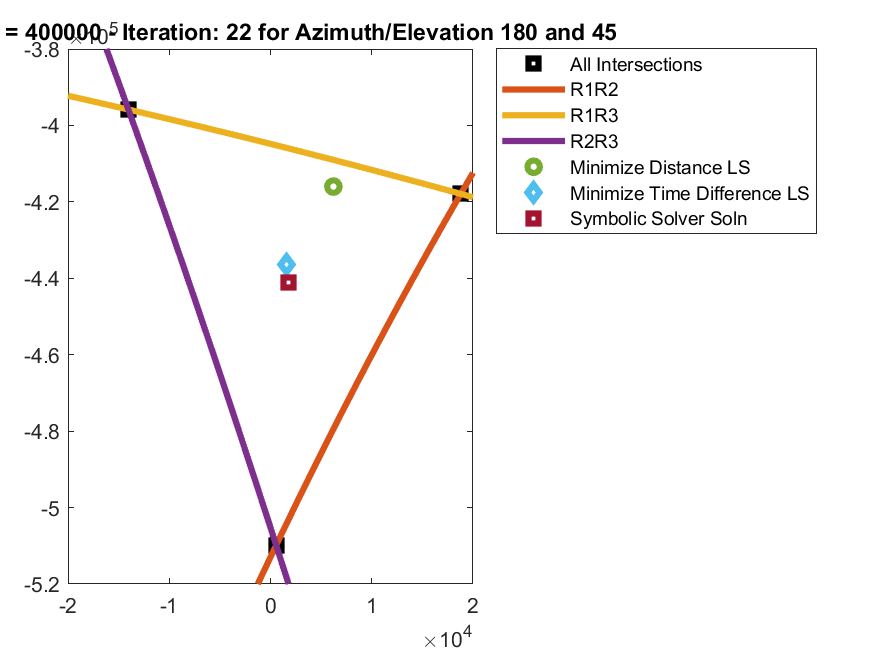 = 400000 - Iteration: 22 for Azimuth/Elevation 180 and 45
×10^5
-3.8
-4
-4.2
-4.4
-4.6
-4.8
-5
-5.2
-2
-1
0
1
2
×10^4
All Intersections
R1R2
R1R3
R2R3
Minimize Distance LS
Minimize Time Difference LS
Symbolic Solver Soln